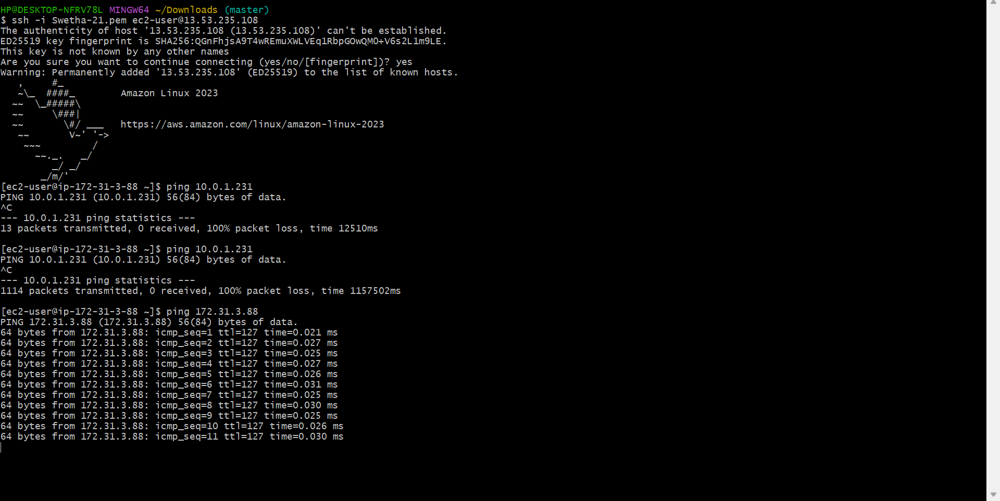 HP@DESKTOP-NFRV78L MINGW64 ~/Downloads (master)
$ ssh -i Swetha-21.pem ec2-user@13.53.235.108
The authenticity of host '13.53.235.108 (13.53.235.108)' can't be established.
ED25519 key fingerprint is SHA256:QGnFhjsA9T4wREmuXWLVEq1RbpGOwQMO+V6s2L1m9LE.
This key is not known by any other names
Are you sure you want to continue connecting (yes/no/[fingerprint])? yes
Warning: Permanently added '13.53.235.108' (ED25519) to the list of known hosts.
   ,     #_
   ~\_  ####_        Amazon Linux 2023
  ~~  \_#####\
  ~~     \###|
  ~~       \#/ ___   https://aws.amazon.com/linux/amazon-linux-2023
   ~~       V~' '->
    ~~~         /
      ~~._.   _/
         _/ _/
       _/m/'
[ec2-user@ip-172-31-3-88 ~]$ ping 10.0.1.231
PING 10.0.1.231 (10.0.1.231) 56(84) bytes of data.
^C
--- 10.0.1.231 ping statistics ---
13 packets transmitted, 0 received, 100% packet loss, time 12510ms

[ec2-user@ip-172-31-3-88 ~]$ ping 10.0.1.231
PING 10.0.1.231 (10.0.1.231) 56(84) bytes of data.
^C
--- 10.0.1.231 ping statistics ---
1114 packets transmitted, 0 received, 100% packet loss, time 1157502ms

[ec2-user@ip-172-31-3-88 ~]$ ping 172.31.3.88
PING 172.31.3.88 (172.31.3.88) 56(84) bytes of data.
64 bytes from 172.31.3.88: icmp_seq=1 ttl=127 time=0.021 ms
64 bytes from 172.31.3.88: icmp_seq=2 ttl=127 time=0.027 ms
64 bytes from 172.31.3.88: icmp_seq=3 ttl=127 time=0.025 ms
64 bytes from 172.31.3.88: icmp_seq=4 ttl=127 time=0.027 ms
64 bytes from 172.31.3.88: icmp_seq=5 ttl=127 time=0.026 ms
64 bytes from 172.31.3.88: icmp_seq=6 ttl=127 time=0.031 ms
64 bytes from 172.31.3.88: icmp_seq=7 ttl=127 time=0.025 ms
64 bytes from 172.31.3.88: icmp_seq=8 ttl=127 time=0.030 ms
64 bytes from 172.31.3.88: icmp_seq=9 ttl=127 time=0.025 ms
64 bytes from 172.31.3.88: icmp_seq=10 ttl=127 time=0.026 ms
64 bytes from 172.31.3.88: icmp_seq=11 ttl=127 time=0.030 ms